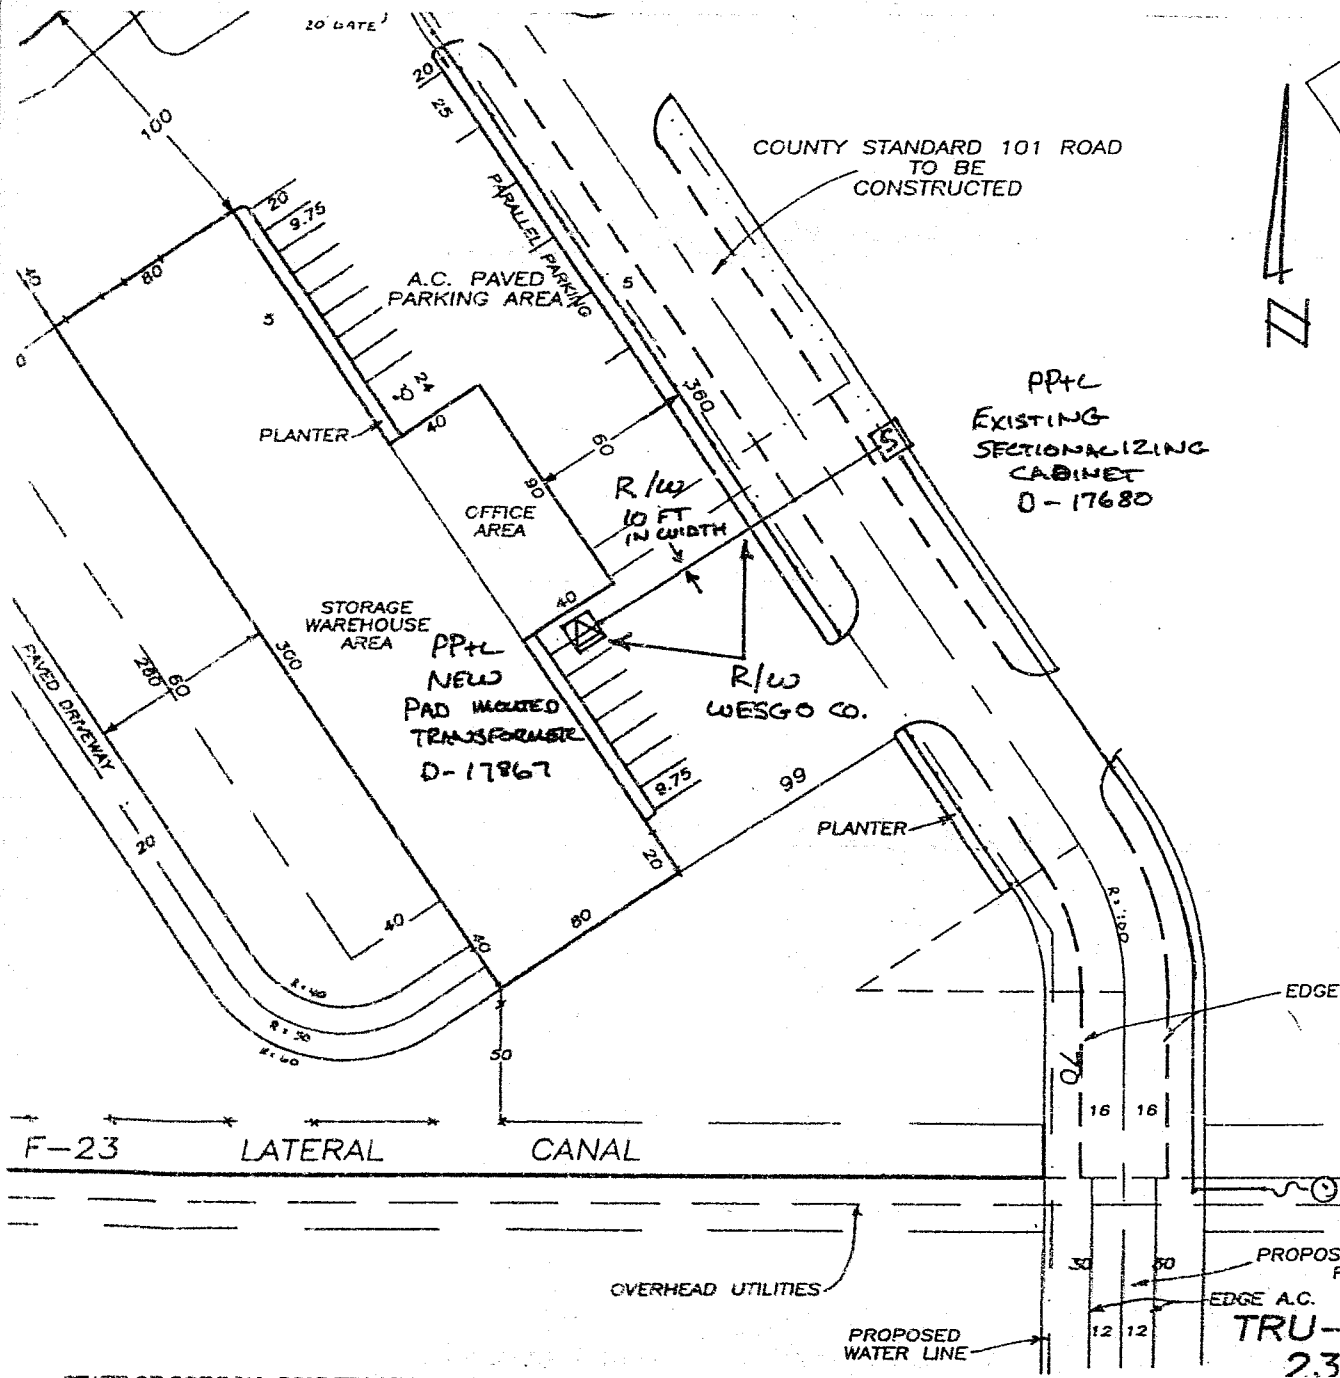 20' GATE
100
20
25
PARALLEL PARKING
5
COUNTY STANDARD 101 ROAD
TO BE
CONSTRUCTED
N
20
9.75
80
40
0
5
A.C. PAVED
PARKING AREA
24
40
PLANTER
360
60
90
OFFICE
AREA
R/W
10 FT
IN WIDTH
PP+L
EXISTING
SECTIONALIZING
CABINET
D-17680
S
40
STORAGE
WAREHOUSE
AREA
300
PP+L
NEW
PAD MOUNTED
TRANSFORMER
D-17867
R/W
WESGO CO.
PAVED DRIVEWAY
280
60
20
9.75
99
PLANTER
20
80
40
40
R=40
R=50
R=60
R=100
50
EDGE
70
16 16
F-23 LATERAL CANAL
OVERHEAD UTILITIES
30 30
PROPOS
EDGE A.C.
12 12
TRU-
23
PROPOSED
WATER LINE